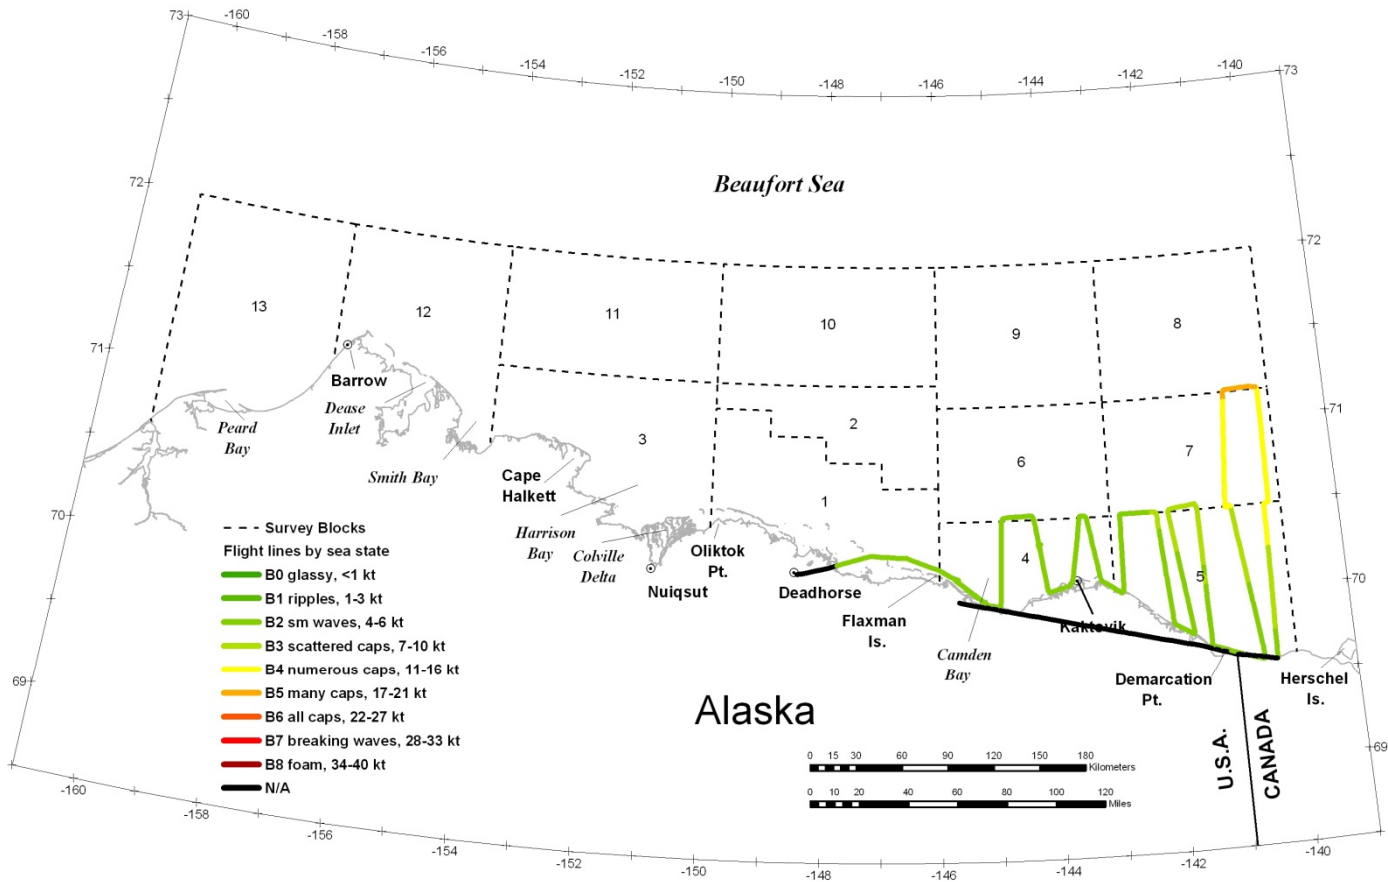 73
-160
-158
-156
-154
-152
-150
-148
-146
-144
-142
-140
73
72
Beaufort Sea
72
13
12
11
10
9
8
71
Barrow
Dease
Inlet
Peard
Bay
Smith Bay
3
2
71
7
6
Cape
Halkett
1
70
Harrison
Bay
Colville
Delta
Oliktok
Pt.
Nuiqsut
Deadhorse
4
5
70
Flaxman
Is.
Kaktovik
Camden
Bay
Demarcation
Pt.
Herschel
Is.
Survey Blocks
Flight lines by sea state
B0 glassy, <1 kt
B1 ripples, 1-3 kt
B2 sm waves, 4-6 kt
B3 scattered caps, 7-10 kt
B4 numerous caps, 11-16 kt
B5 many caps, 17-21 kt
B6 all caps, 22-27 kt
B7 breaking waves, 28-33 kt
B8 foam, 34-40 kt
N/A
69
Alaska
U.S.A.
CANADA
69
0 15 30 60 90 120 150 180
Kilometers
0 10 20 40 60 80 100 120
Miles
-160
-158
-156
-154
-152
-150
-148
-146
-144
-142
-140